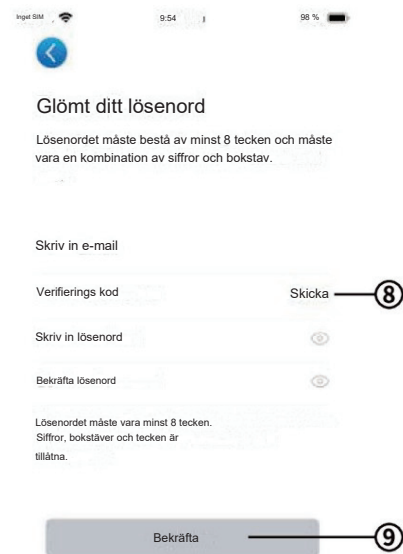 Inget SIM 9:54 98 %
Glömt ditt lösenord
Lösenordet måste bestå av minst 8 tecken och måste
vara en kombination av siffror och bokstav.
Skriv in e-mail
Verifierings kod Skicka 8
Skriv in lösenord
Bekräfta lösenord
Lösenordet måste vara minst 8 tecken.
Siffror, bokstäver och tecken är
tillåtna.
Bekräfta 9